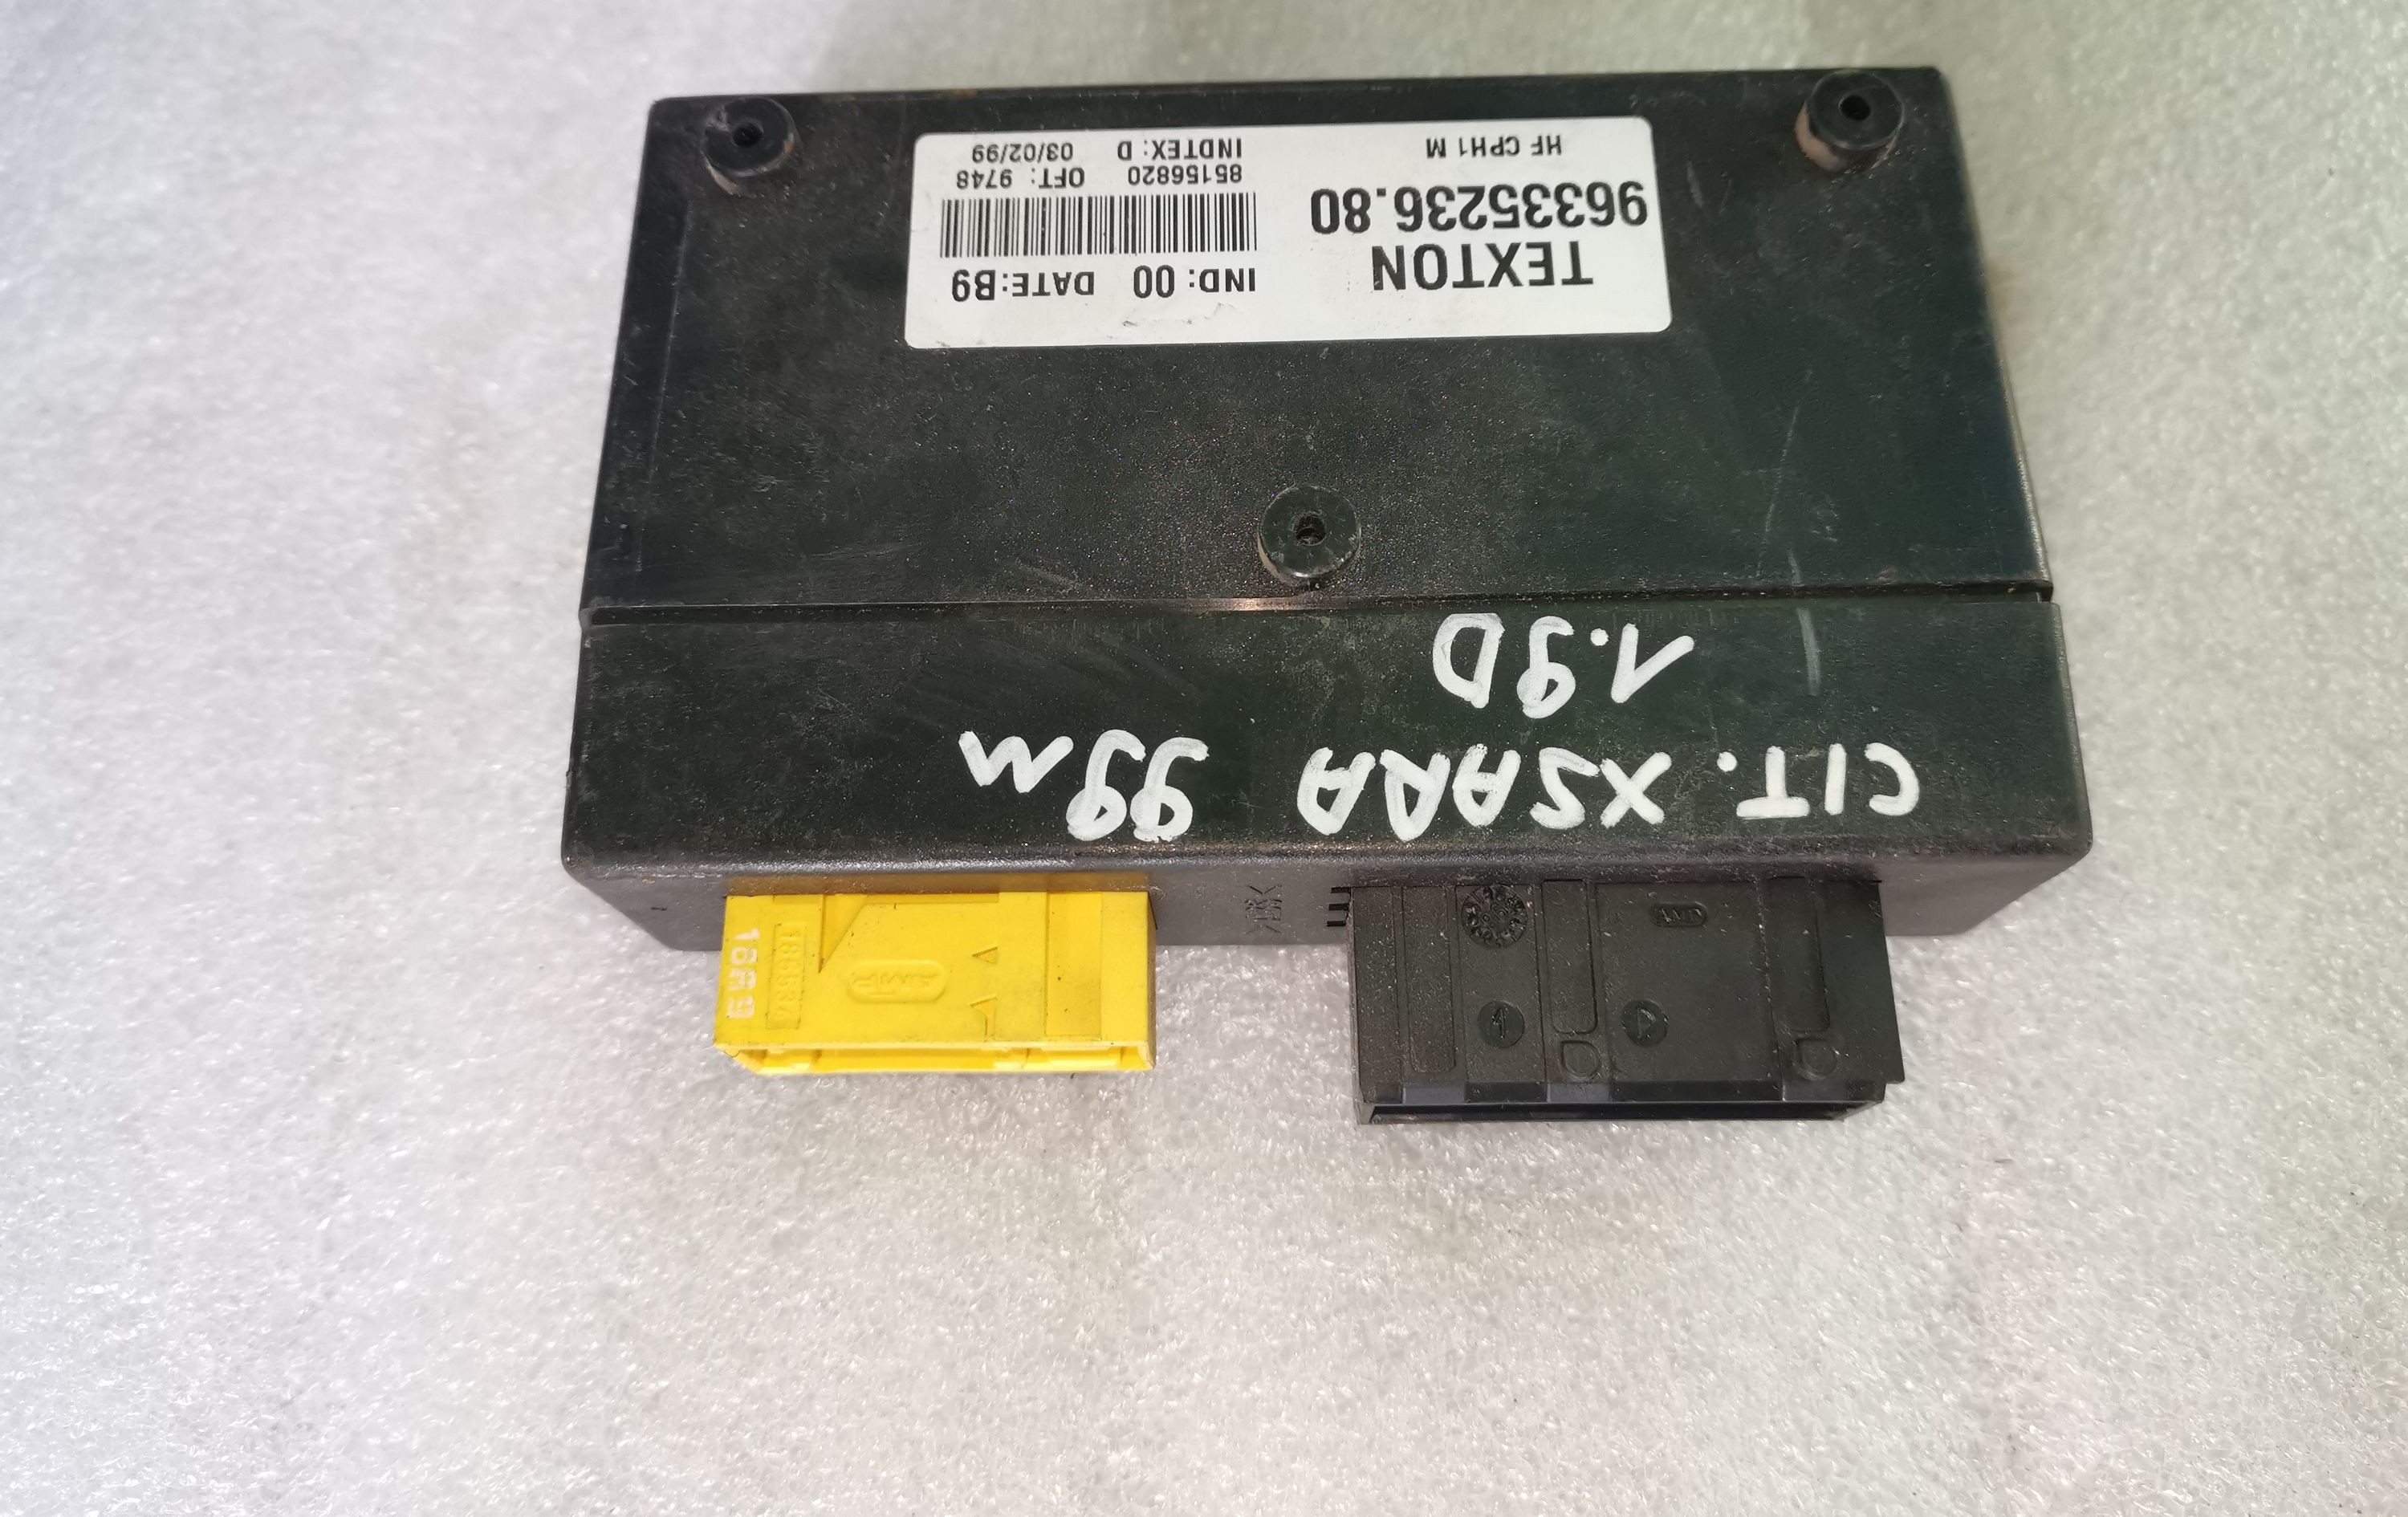 TEXTON
96335236.80
HF CPH1 M
IND: 00 DATE:B9
85156820 OFT: 9748
INDTEX: D 03/02/99
CIT. XSARA 99m
1.9D
AMP